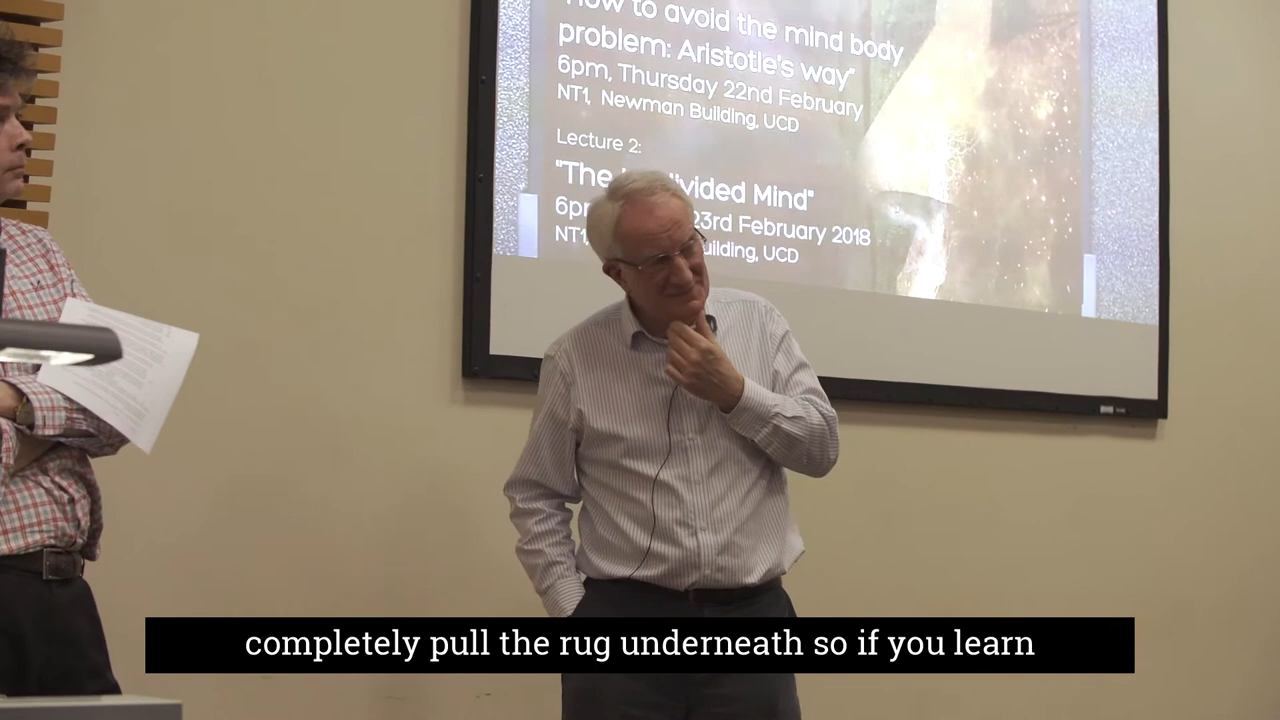 how to avoid the mind body
problem: Aristotle's way"
6pm, Thursday 22nd February
NT1, Newman Building, UCD
Lecture 2:
"The Mind"
6pm 23rd February 2018
NT1, Building, UCD
completely pull the rug underneath so if you learn